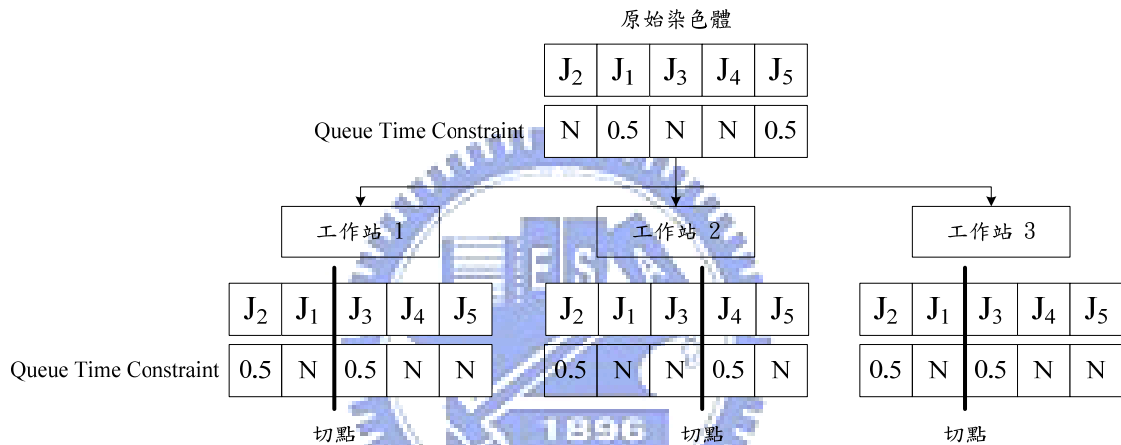 原始染色體
J₂ J₁ J₃ J₄ J₅
Queue Time Constraint N 0.5 N N 0.5
工作站 1 工作站 2 工作站 3
J₂ J₁ J₃ J₄ J₅ J₂ J₁ J₃ J₄ J₅ J₂ J₁ J₃ J₄ J₅
Queue Time Constraint 0.5 N 0.5 N N 0.5 N N 0.5 N 0.5 N 0.5 N N
切點 切點 切點
ESA
1896